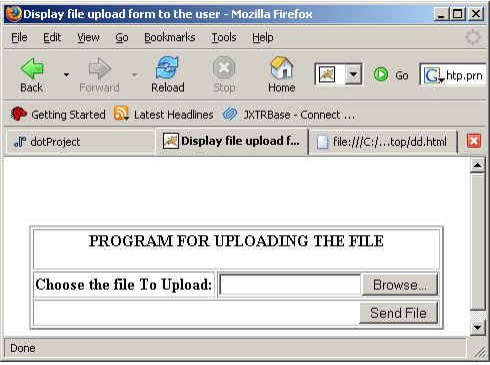 Display file upload form to the user - Mozilla Firefox
File Edit View Go Bookmarks Tools Help
Back Forward Reload Stop Home Go G htp.prn
Getting Started Latest Headlines JXTRBase - Connect ...
dotProject Display file upload f... file:///C:/...top/dd.html
PROGRAM FOR UPLOADING THE FILE
Choose the file To Upload: Browse...
Send File
Done